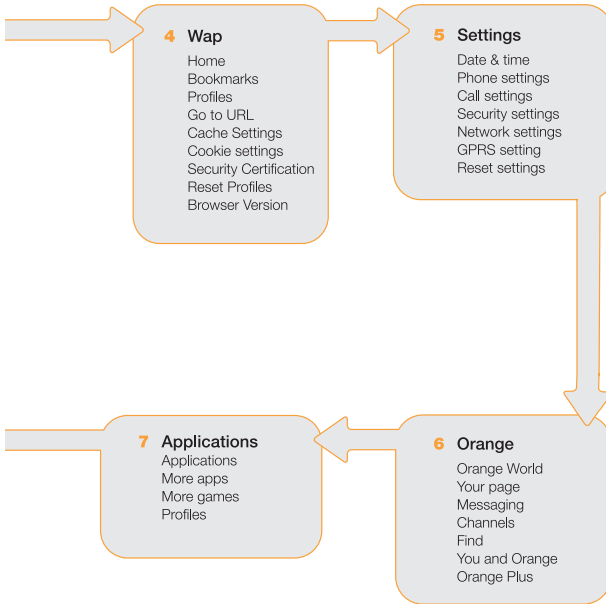 4 Wap
Home
Bookmarks
Profiles
Go to URL
Cache Settings
Cookie settings
Security Certification
Reset Profiles
Browser Version
5 Settings
Date & time
Phone settings
Call settings
Security settings
Network settings
GPRS setting
Reset settings
6 Orange
Orange World
Your page
Messaging
Channels
Find
You and Orange
Orange Plus
7 Applications
Applications
More apps
More games
Profiles